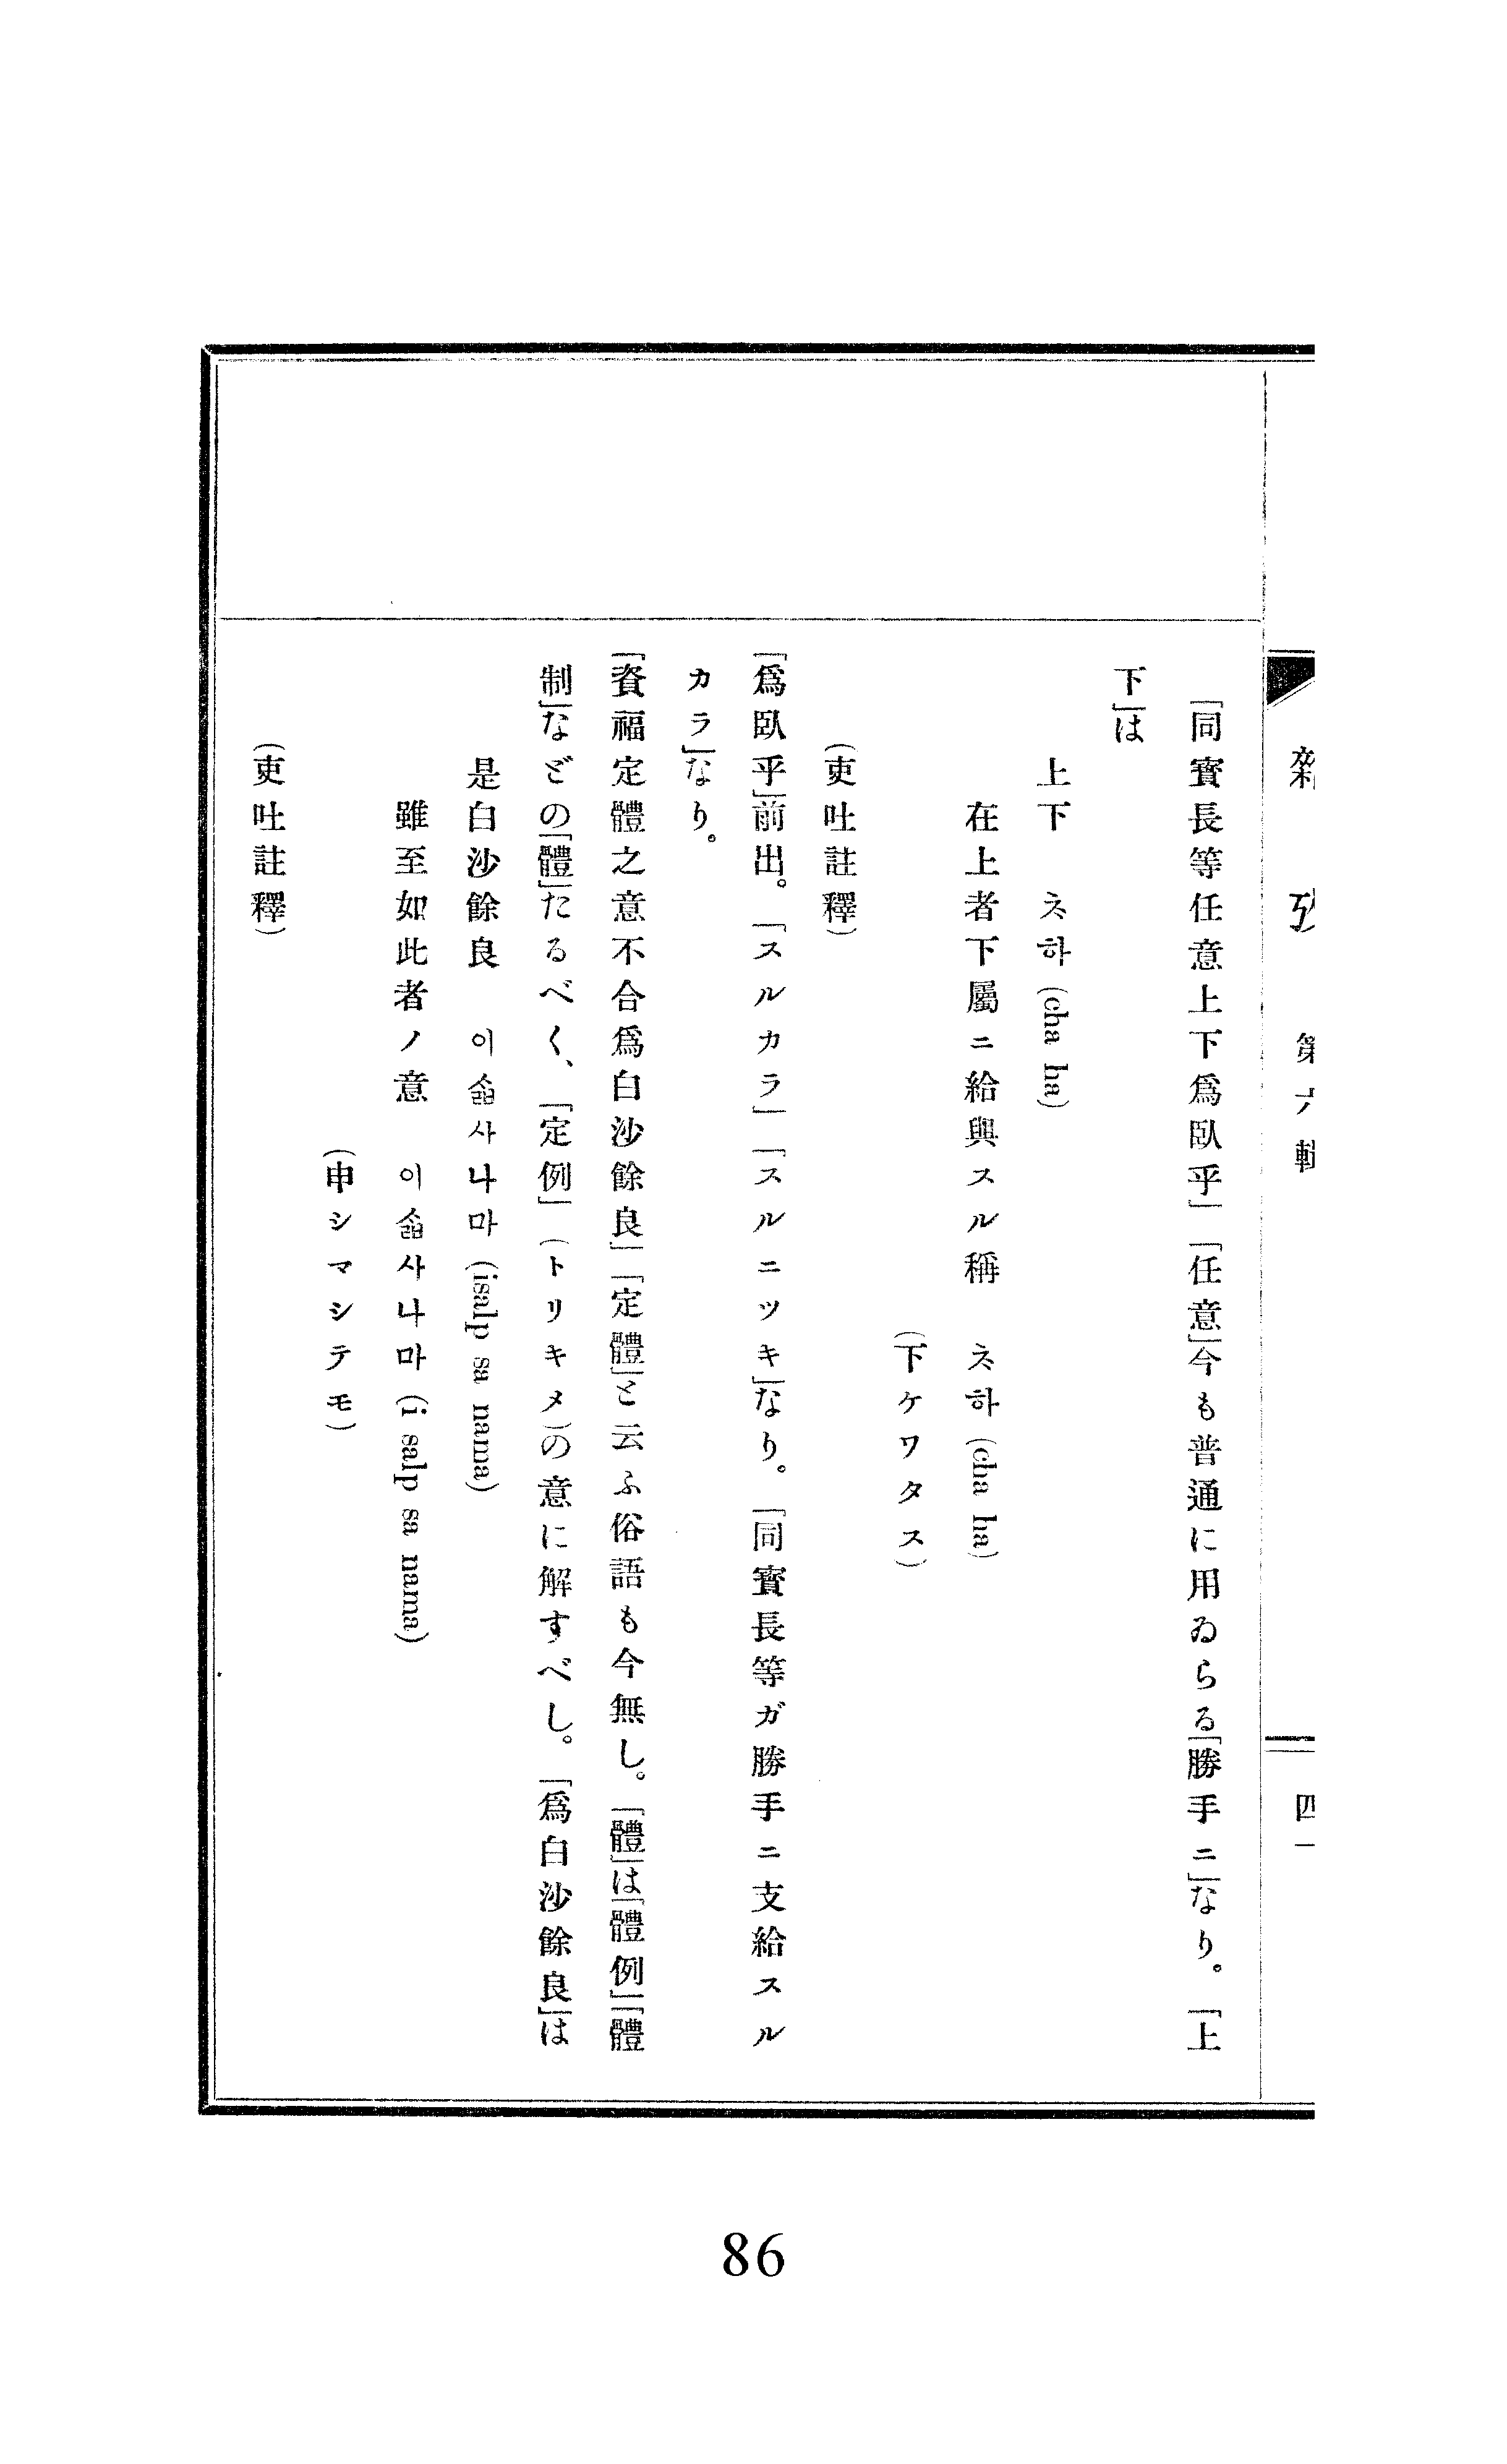 雜攷 第六輯 四一
「同寳長等任意上下爲臥乎」「任意」今も普通に用ゐらる「勝手ニ」なり。「上
下」は
上下 ᄎᆞ하 (cha ha)
在上者下屬ニ給與スル稱 ᄎᆞ하 (cha ha)
(下ケワタス)
(吏吐註釋)
「爲臥乎」前出。「スルカラ」「スルニツキ」なり。「同寳長等ガ勝手ニ支給スル
カラ」なり。
「資福定體之意不合爲白沙餘良」「定體」と云ふ俗語も今無し。「體」は「體例」「體
制」などの「體」たるべく、「定例」(トリキメ)の意に解すべし。「爲白沙餘良」は
是白沙餘良 이ᄉᆞᆲ사나마 (isalp sa nama)
雖至如此者ノ意 이ᄉᆞᆲ사나마 (i salp sa nama)
(申シマシテモ)
(吏吐註釋)
86